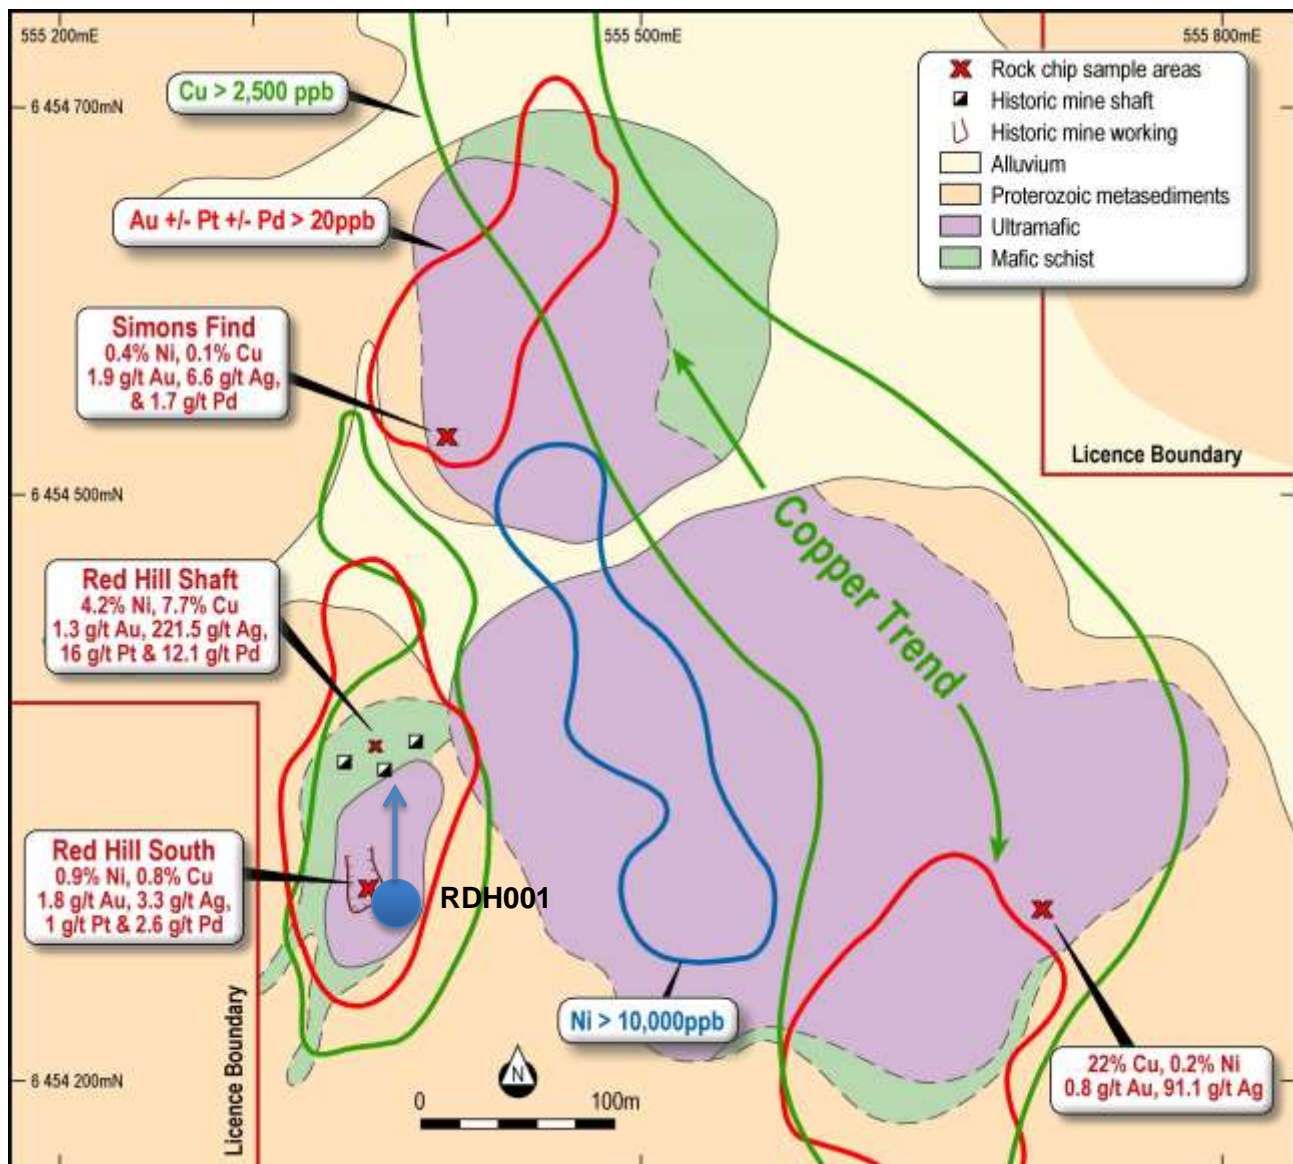 555 200mE
555 500mE
555 800mE
6 454 700mN
Cu > 2,500 ppb
Rock chip sample areas
Historic mine shaft
Historic mine working
Alluvium
Proterozoic metasediments
Ultramafic
Mafic schist
Au +/- Pt +/- Pd > 20ppb
Simons Find
0.4% Ni, 0.1% Cu
1.9 g/t Au, 6.6 g/t Ag,
& 1.7 g/t Pd
Licence Boundary
6 454 500mN
Copper Trend
Red Hill Shaft
4.2% Ni, 7.7% Cu
1.3 g/t Au, 221.5 g/t Ag,
16 g/t Pt & 12.1 g/t Pd
Red Hill South
0.9% Ni, 0.8% Cu
1.8 g/t Au, 3.3 g/t Ag,
1 g/t Pt & 2.6 g/t Pd
RDH001
Licence Boundary
Ni > 10,000ppb
22% Cu, 0.2% Ni
0.8 g/t Au, 91.1 g/t Ag
6 454 200mN
N
0
100m